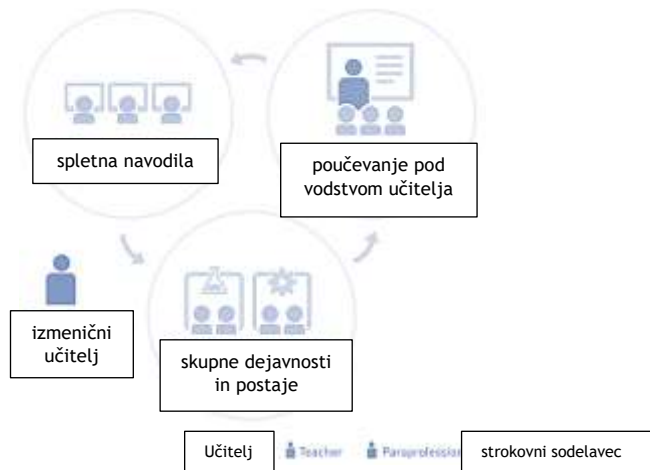 spletna navodila
poučevanje pod
vodstvom učitelja
izmenični
učitelj
skupne dejavnosti
in postaje
Učitelj
Teacher
strokovni sodelavec